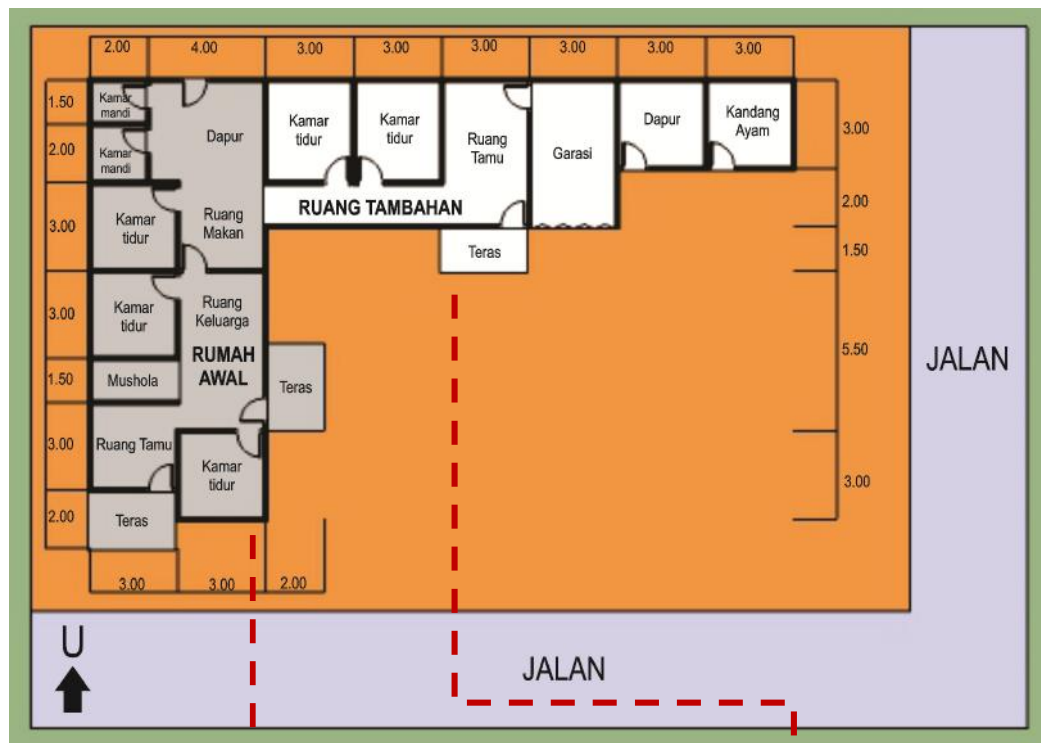 2.00 4.00 3.00 3.00 3.00 3.00 3.00 3.00
1.50
2.00
3.00
3.00
1.50
3.00
2.00
Kamar
mandi
Kamar
mandi
Dapur
Kamar
tidur
Kamar
tidur
Ruang
Tamu
Garasi
Dapur
Kandang
Ayam
3.00
2.00
1.50
5.50
3.00
Kamar
tidur
Ruang
Makan
RUANG TAMBAHAN
Teras
Kamar
tidur
Ruang
Keluarga
RUMAH
AWAL
Teras
Mushola
Ruang Tamu
Kamar
tidur
Teras
3.00 3.00 2.00
JALAN
U
JALAN